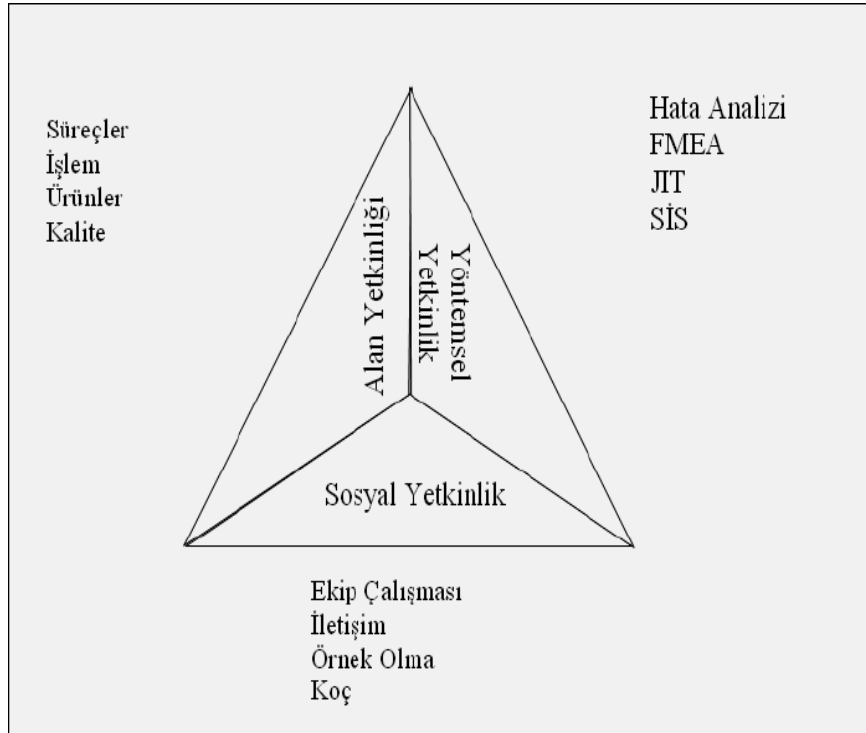 Süreçler
İşlem
Ürünler
Kalite
Hata Analizi
FMEA
JIT
SİS
Alan Yetkinliği
Yöntemsel
Yetkinlik
Sosyal Yetkinlik
Ekip Çalışması
İletişim
Örnek Olma
Koç